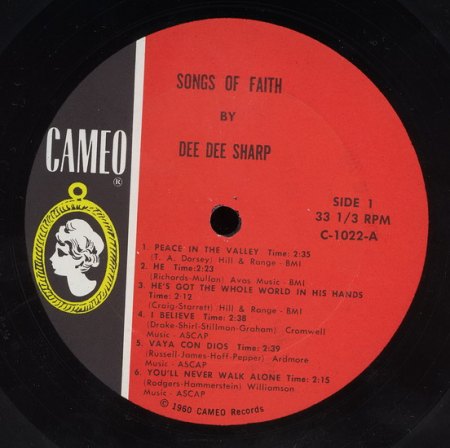 SONGS OF FAITH
BY
DEE DEE SHARP
CAMEO
®
SIDE 1
33 1/3 RPM
C-1022-A
1. PEACE IN THE VALLEY Time: 2:35
(T. A. Dorsey) Hill & Range - BMI
2. HE Time:2:23
(Richards-Mullan) Avas Music - BMI
3. HE'S GOT THE WHOLE WORLD IN HIS HANDS
Time: 2:12
(Craig-Starrett) Hill & Range - BMI
4. I BELIEVE Time: 2:38
(Drake-Shirl-Stillman-Graham) Cromwell
Music - ASCAP
5. VAYA CON DIOS Time: 2:39
(Russell-James-Hoff-Pepper) Ardmore
Music - ASCAP
6. YOU'LL NEVER WALK ALONE Time: 2:15
(Rodgers-Hammerstein) Williamson
Music - ASCAP
© 1960 CAMEO Records